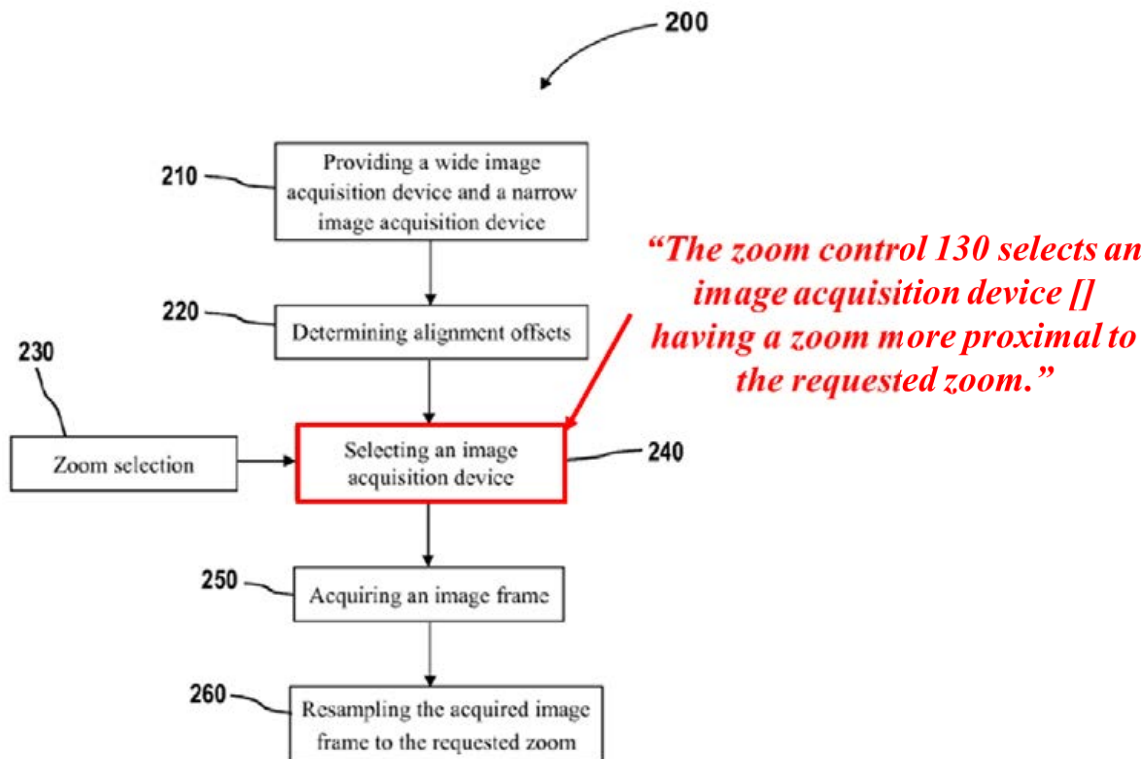 200
210
Providing a wide image
acquisition device and a narrow
image acquisition device
“The zoom control 130 selects an
image acquisition device []
having a zoom more proximal to
the requested zoom.”
220
Determining alignment offsets
230
Zoom selection
Selecting an image
acquisition device
240
250
Acquiring an image frame
260
Resampling the acquired image
frame to the requested zoom